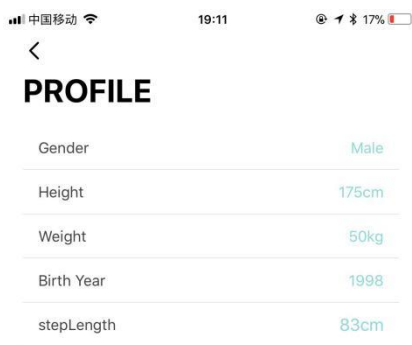 中国移动 19:11 17%
PROFILE
Gender Male
Height 175cm
Weight 50kg
Birth Year 1998
stepLength 83cm